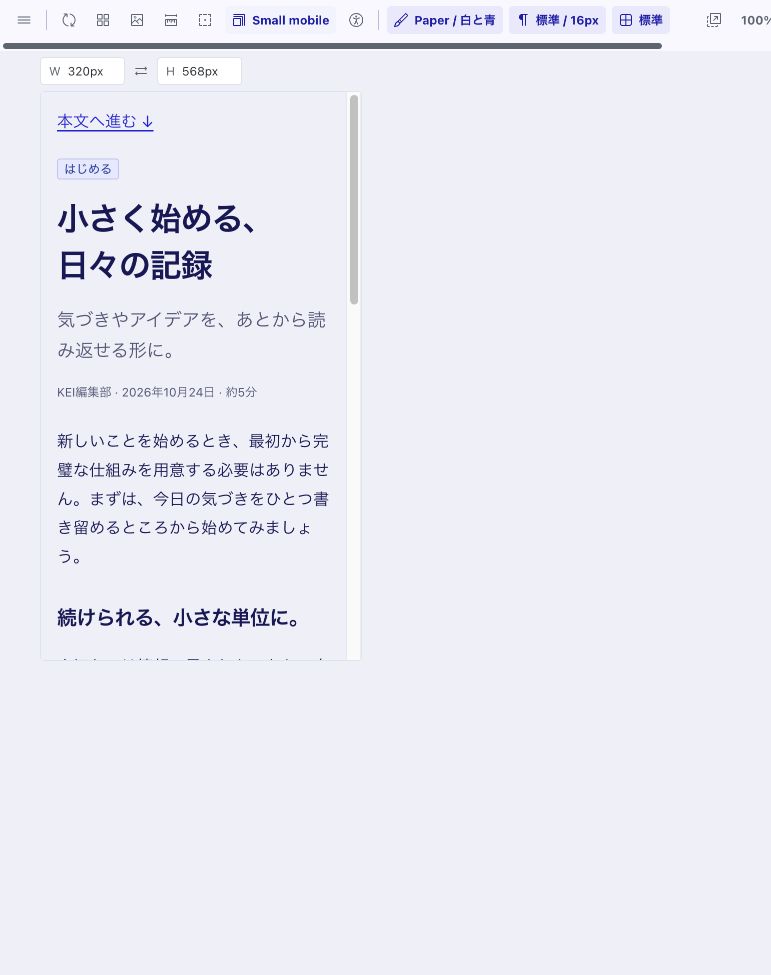 Small mobile
Paper / 白と青
標準 / 16px
標準
100%
W 320px
H 568px
本文へ進む ↓
はじめる
小さく始める、
日々の記録
気づきやアイデアを、あとから読
み返せる形に。
KEI編集部 · 2026年10月24日 · 約5分
新しいことを始めるとき、最初から完
璧な仕組みを用意する必要はありませ
ん。まずは、今日の気づきをひとつ書
き留めるところから始めてみましょ
う。
続けられる、小さな単位に。